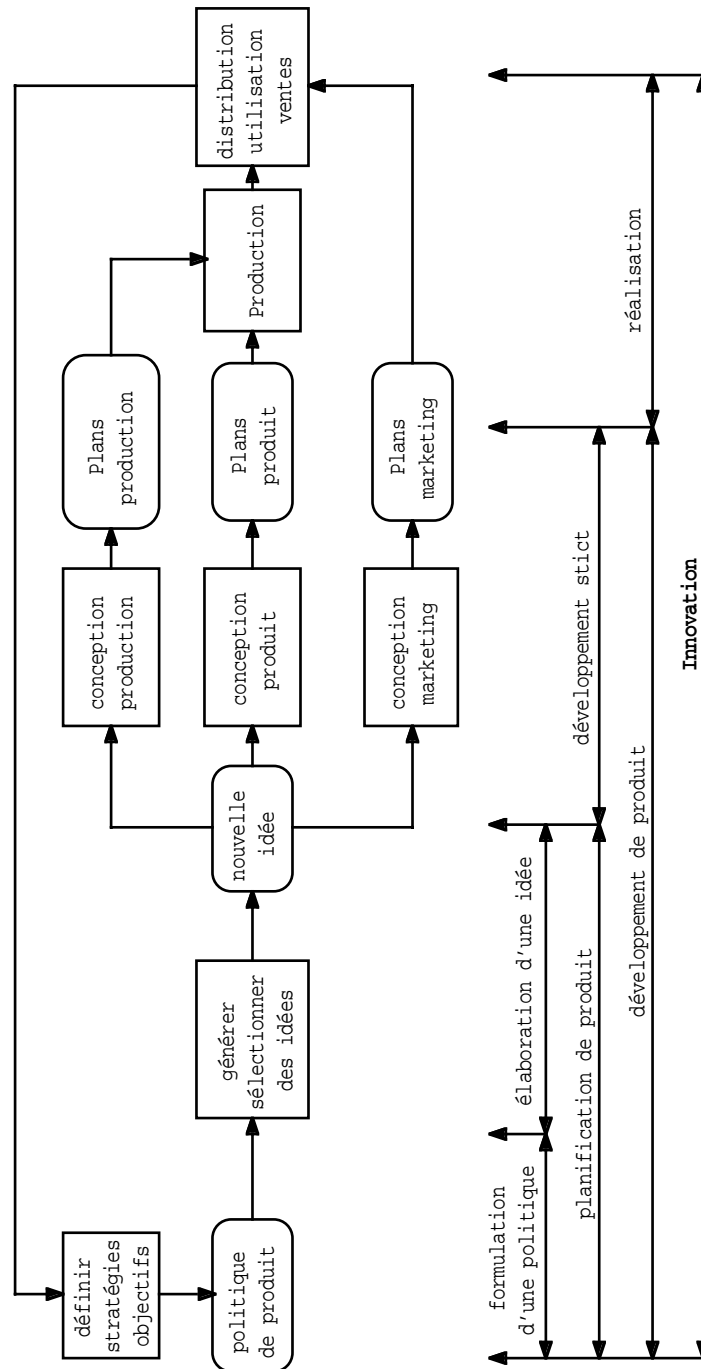 définir
stratégies
objectifs
politique
de produit
générer
sélectionner
des idées
nouvelle
idée
conception
production
conception
produit
conception
marketing
Plans
production
Plans
produit
Plans
marketing
Production
distribution
utilisation
ventes
formulation
d'une politique
élaboration d'une idée
planification de produit
développement stict
développement de produit
réalisation
Innovation